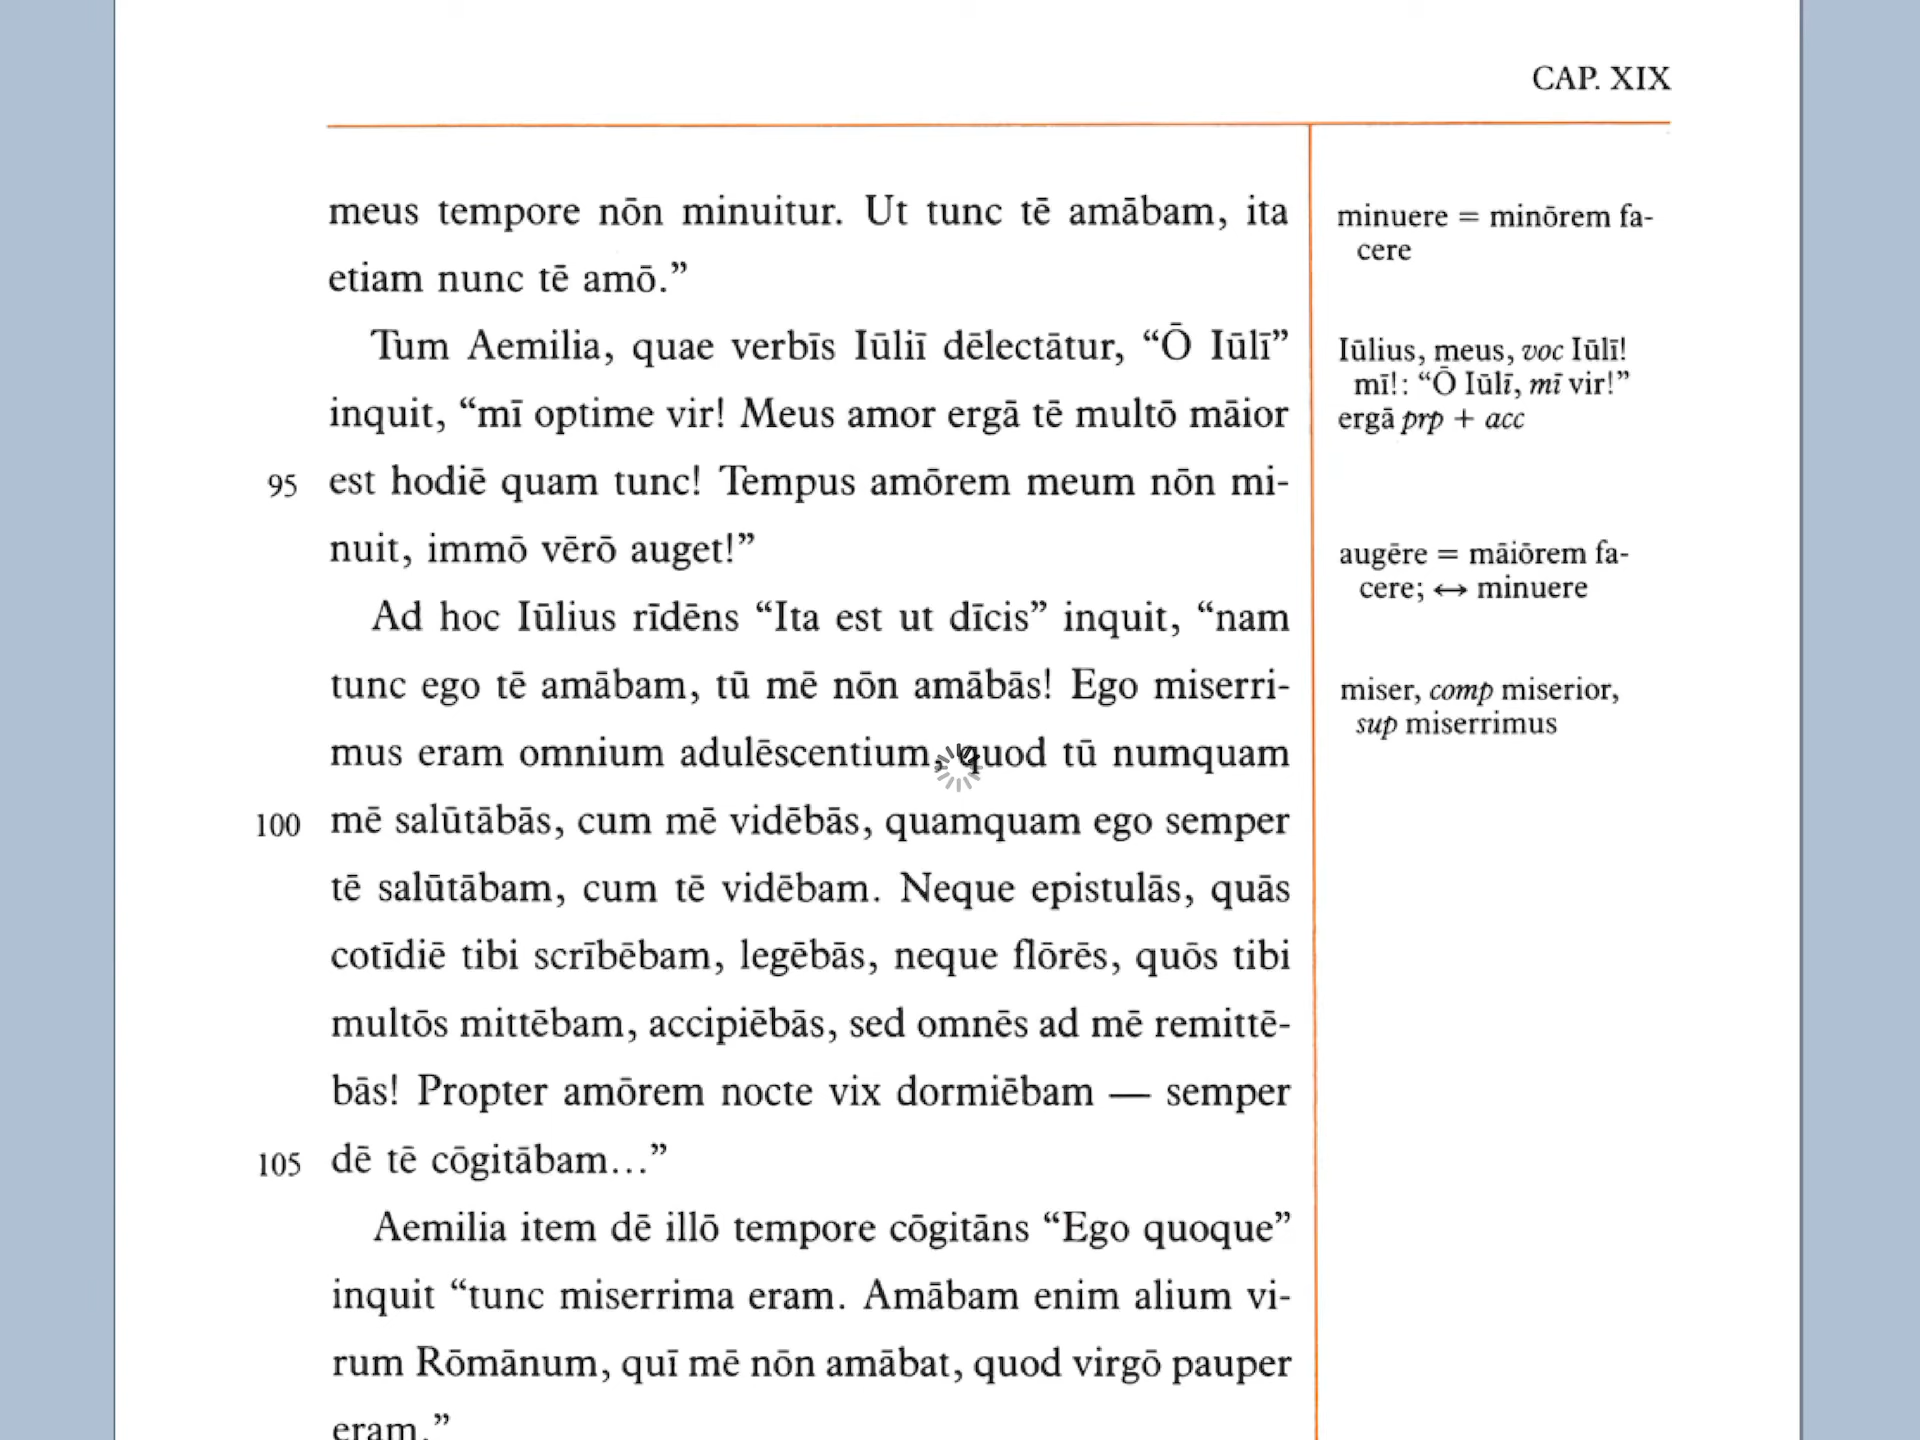 CAP. XIX
meus tempore nōn minuitur. Ut tunc tē amābam, ita
etiam nunc tē amō.”
Tum Aemilia, quae verbīs Iūliī dēlectātur, “Ō Iūlī”
inquit, “mī optime vir! Meus amor ergā tē multō māior
95 est hodiē quam tunc! Tempus amōrem meum nōn mi-
nuit, immō vērō auget!”
Ad hoc Iūlius rīdēns “Ita est ut dīcis” inquit, “nam
tunc ego tē amābam, tū mē nōn amābās! Ego miserri-
mus eram omnium adulēscentium, quod tū numquam
100 mē salūtābās, cum mē vidēbās, quamquam ego semper
tē salūtābam, cum tē vidēbam. Neque epistulās, quās
cotīdiē tibi scrībēbam, legēbās, neque flōrēs, quōs tibi
multōs mittēbam, accipiēbās, sed omnēs ad mē remittē-
bās! Propter amōrem nocte vix dormiēbam — semper
105 dē tē cōgitābam...”
Aemilia item dē illō tempore cōgitāns “Ego quoque”
inquit “tunc miserrima eram. Amābam enim alium vi-
rum Rōmānum, quī mē nōn amābat, quod virgō pauper
eram.”
minuere = minōrem fa-
cere
Iūlius, meus, voc Iūlī!
mī!: “Ō Iūlī, mī vir!”
ergā prp + acc
augēre = māiōrem fa-
cere; ↔ minuere
miser, comp miserior,
sup miserrimus